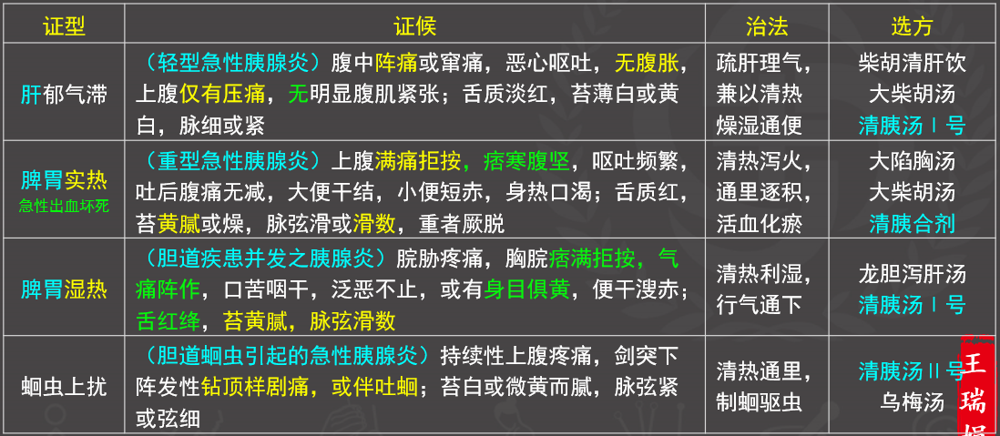 证型
证候
治法
选方
肝郁气滞
（轻型急性胰腺炎）腹中阵痛或窜痛，恶心呕吐，无腹胀，
上腹仅有压痛，无明显腹肌紧张；舌质淡红，苔薄白或黄
白，脉细或紧
疏肝理气，
兼以清热
燥湿通便
柴胡清肝饮
大柴胡汤
清胰汤Ⅰ号
脾胃实热
急性出血坏死
（重型急性胰腺炎）上腹满痛拒按，痞寒腹坚，呕吐频繁，
吐后腹痛无减，大便干结，小便短赤，身热口渴；舌质红，
苔黄腻或燥，脉弦滑或滑数，重者厥脱
清热泻火，
通里逐积，
活血化瘀
大陷胸汤
大柴胡汤
清胰合剂
脾胃湿热
（胆道疾患并发之胰腺炎）脘胁疼痛，胸脘痞满拒按，气
痛阵作，口苦咽干，泛恶不止，或有身目俱黄，便干溲赤；
舌红绛，苔黄腻，脉弦滑数
清热利湿，
行气通下
龙胆泻肝汤
清胰汤Ⅰ号
蛔虫上扰
（胆道蛔虫引起的急性胰腺炎）持续性上腹疼痛，剑突下
阵发性钻顶样剧痛，或伴吐蛔；苔白或微黄而腻，脉弦紧
或弦细
清热通里，
制蛔驱虫
清胰汤Ⅱ号
乌梅汤
王瑞